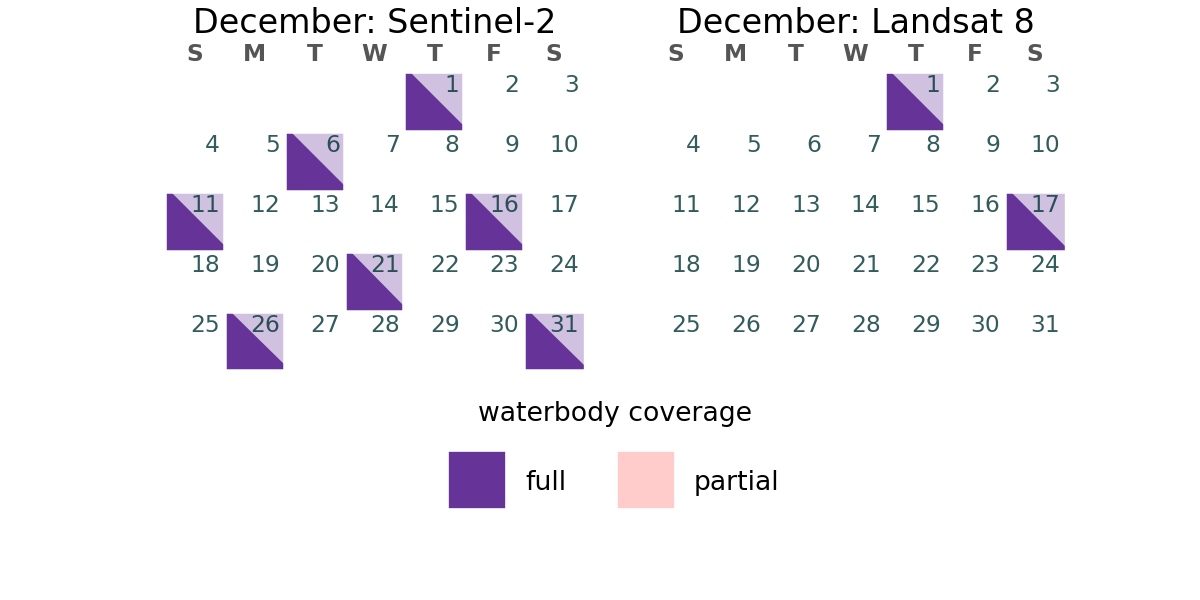 December: Sentinel-2
S M T W T F S
1 2 3
4 5 6 7 8 9 10
11 12 13 14 15 16 17
18 19 20 21 22 23 24
25 26 27 28 29 30 31
December: Landsat 8
S M T W T F S
1 2 3
4 5 6 7 8 9 10
11 12 13 14 15 16 17
18 19 20 21 22 23 24
25 26 27 28 29 30 31
waterbody coverage
full partial